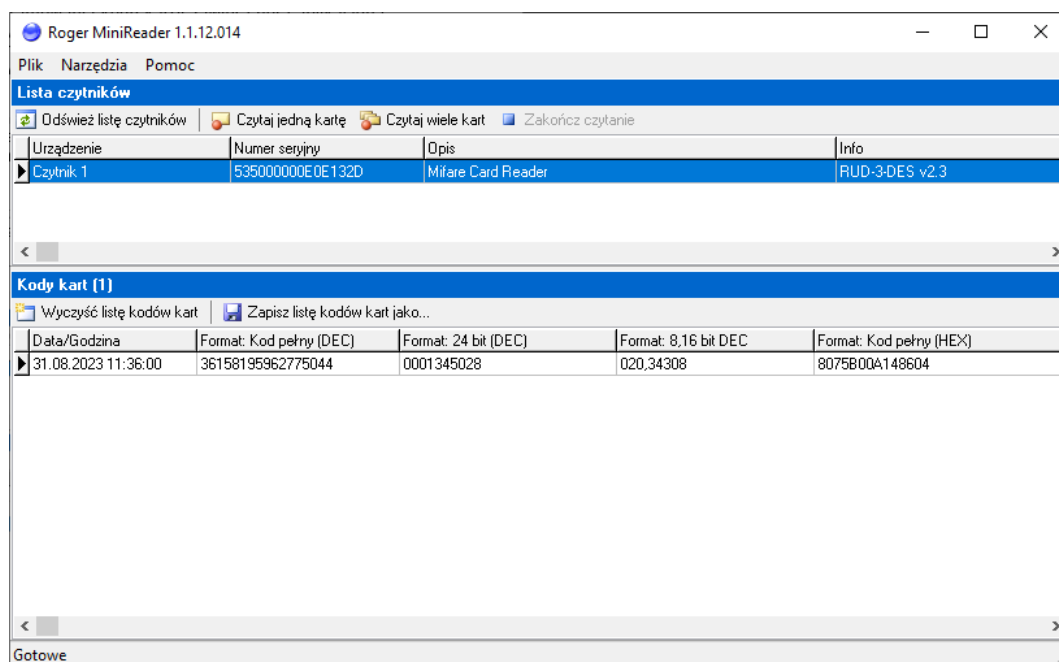 Roger MiniReader 1.1.12.014
Plik Narzędzia Pomoc
Lista czytników
Odśwież listę czytników Czytaj jedną kartę Czytaj wiele kart Zakończ czytanie
Urządzenie Numer seryjny Opis Info
Czytnik 1 535000000E0E132D Mifare Card Reader RUD-3-DES v2.3
Kody kart (1)
Wyczyść listę kodów kart Zapisz listę kodów kart jako...
Data/Godzina Format: Kod pełny (DEC) Format: 24 bit (DEC) Format: 8,16 bit DEC Format: Kod pełny (HEX)
31.08.2023 11:36:00 36158195962775044 0001345028 020,34308 8075B00A148604
Gotowe